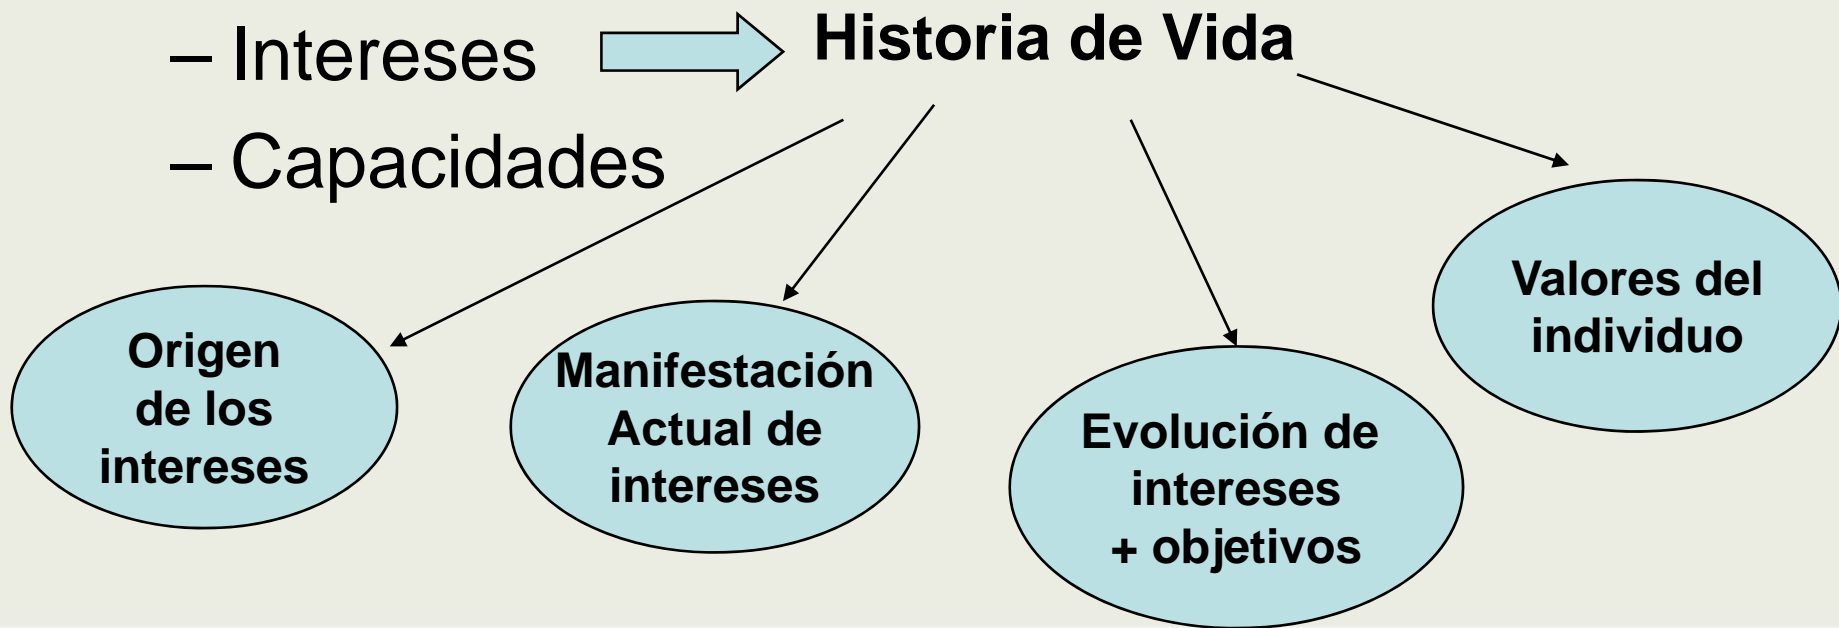 – Intereses
Historia de Vida
– Capacidades
Origen
de los
intereses
Manifestación
Actual de
intereses
Evolución de
intereses
+ objetivos
Valores del
individuo